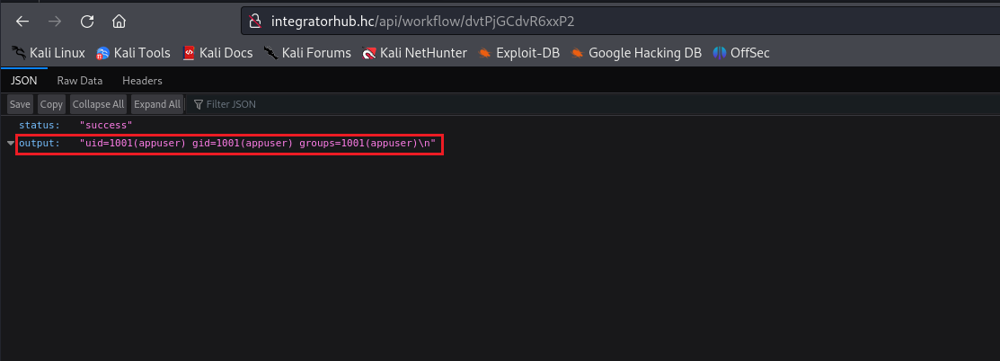 integratorhub.hc/api/workflow/dvtPjGCdvR6xxP2
Kali Linux Kali Tools Kali Docs Kali Forums Kali NetHunter Exploit-DB Google Hacking DB OffSec
JSON Raw Data Headers
Save Copy Collapse All Expand All Filter JSON
status: "success"
output: "uid=1001(appuser) gid=1001(appuser) groups=1001(appuser)\n"